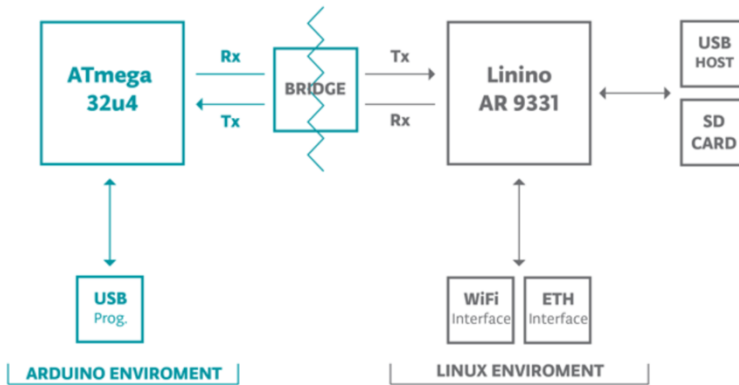 ATmega
32u4
Rx
Tx
BRIDGE
Tx
Rx
Linino
AR 9331
USB
HOST
SD
CARD
USB
Prog.
WiFi
Interface
ETH
Interface
ARDUINO ENVIROMENT
LINUX ENVIROMENT